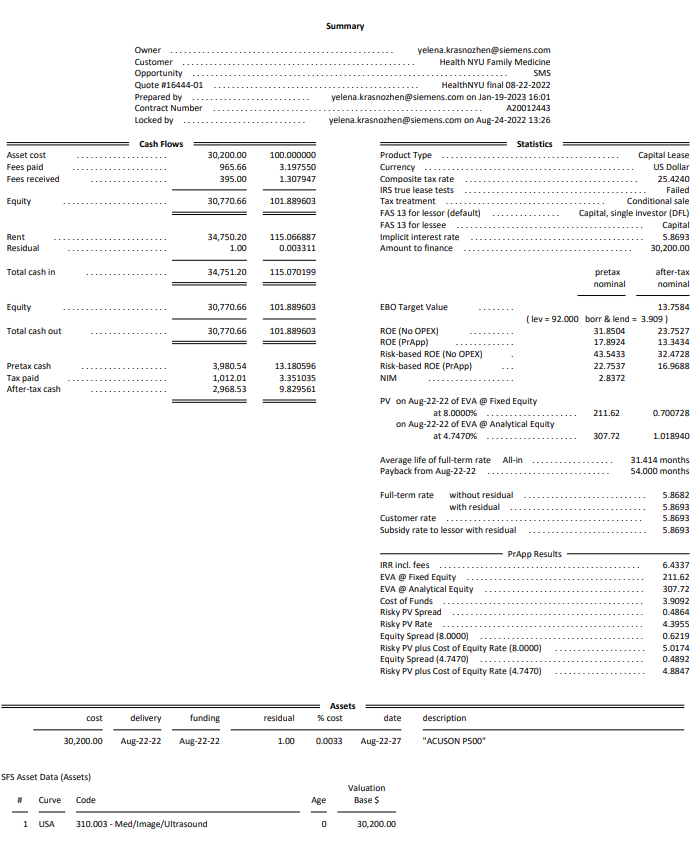 Summary
Owner ................ yelena.krasnozhen@siemens.com
Customer ................ Health NYU Family Medicine
Opportunity ................ SMS
Quote #16444-01 ................ HealthNYU final 08-22-2022
Prepared by ................ yelena.krasnozhen@siemens.com on Jan-19-2023 16:01
Contract Number ................ A20012443
Locked by ................ yelena.krasnozhen@siemens.com on Aug-24-2022 13:26
Cash Flows
Asset cost ................ 30,200.00 100.000000
Fees paid ................ 965.66 3.197550
Fees received ................ 395.00 1.307947
Equity ................ 30,770.66 101.889603
Rent ................ 34,750.20 115.066887
Residual ................ 1.00 0.003311
Total cash in ................ 34,751.20 115.070199
Equity ................ 30,770.66 101.889603
Total cash out ................ 30,770.66 101.889603
Pretax cash ................ 3,980.54 13.180596
Tax paid ................ 1,012.01 3.351035
After-tax cash ................ 2,968.53 9.829561
Statistics
Product Type ................ Capital Lease
Currency ................ US Dollar
Composite tax rate ................ 25.4240
IRS true lease tests ................ Failed
Tax treatment ................ Conditional sale
FAS 13 for lessor (default) ................ Capital, single investor (DFL)
FAS 13 for lessee ................ Capital
Implicit interest rate ................ 5.8693
Amount to finance ................ 30,200.00
pretax after-tax
nominal nominal
EBO Target Value ........ 13.7584
( lev = 92.000 borr & lend = 3.909 )
ROE (No OPEX) ......... 31.8504 23.7527
ROE (PrApp) ............ 17.8924 13.3434
Risk-based ROE (No OPEX) . 43.5433 32.4728
Risk-based ROE (PrApp) ... 22.7537 16.9688
NIM ................ 2.8372
PV on Aug-22-22 of EVA @ Fixed Equity
at 8.0000% ................ 211.62 0.700728
on Aug-22-22 of EVA @ Analytical Equity
at 4.7470% ................ 307.72 1.018940
Average life of full-term rate All-in ................ 31.414 months
Payback from Aug-22-22 ................ 54.000 months
Full-term rate without residual ................ 5.8682
with residual ................ 5.8693
Customer rate ................ 5.8693
Subsidy rate to lessor with residual ................ 5.8693
PrApp Results
IRR incl. fees ................ 6.4337
EVA @ Fixed Equity ................ 211.62
EVA @ Analytical Equity ................ 307.72
Cost of Funds ................ 3.9092
Risky PV Spread ................ 0.4864
Risky PV Rate ................ 4.3955
Equity Spread (8.0000) ................ 0.6219
Risky PV plus Cost of Equity Rate (8.0000) ................ 5.0174
Equity Spread (4.7470) ................ 0.4892
Risky PV plus Cost of Equity Rate (4.7470) ................ 4.8847
Assets
cost delivery funding residual % cost date description
30,200.00 Aug-22-22 Aug-22-22 1.00 0.0033 Aug-22-27 "ACUSON P500"
SFS Asset Data (Assets)
Valuation
# Curve Code Age Base $
1 USA 310.003 - Med/Image/Ultrasound 0 30,200.00